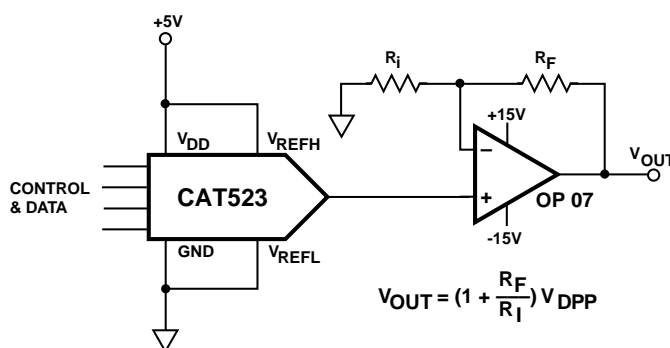 +5V
Ri RF
VDD VREFH
+15V
VOUT
CONTROL
& DATA
CAT523
−
+
OP 07
GND VREFL
-15V
VOUT = (1 + RF/RI) VDPP